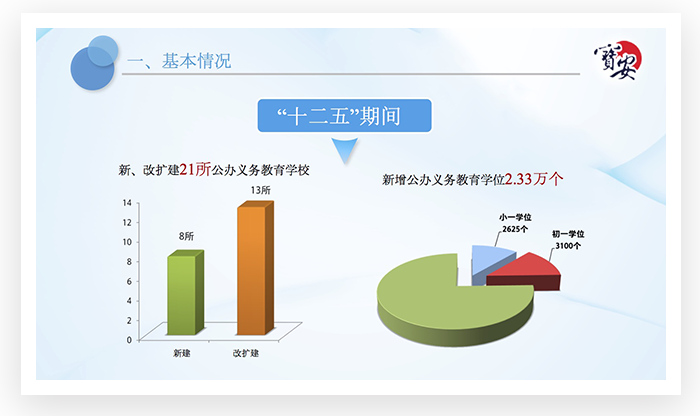 一、基本情况
寳安
“十二五”期间
新、改扩建21所公办义务教育学校
13所
8所
14
12
10
8
6
4
2
0
新建
改扩建
新增公办义务教育学位2.33万个
小一学位
2625个
初一学位
3100个